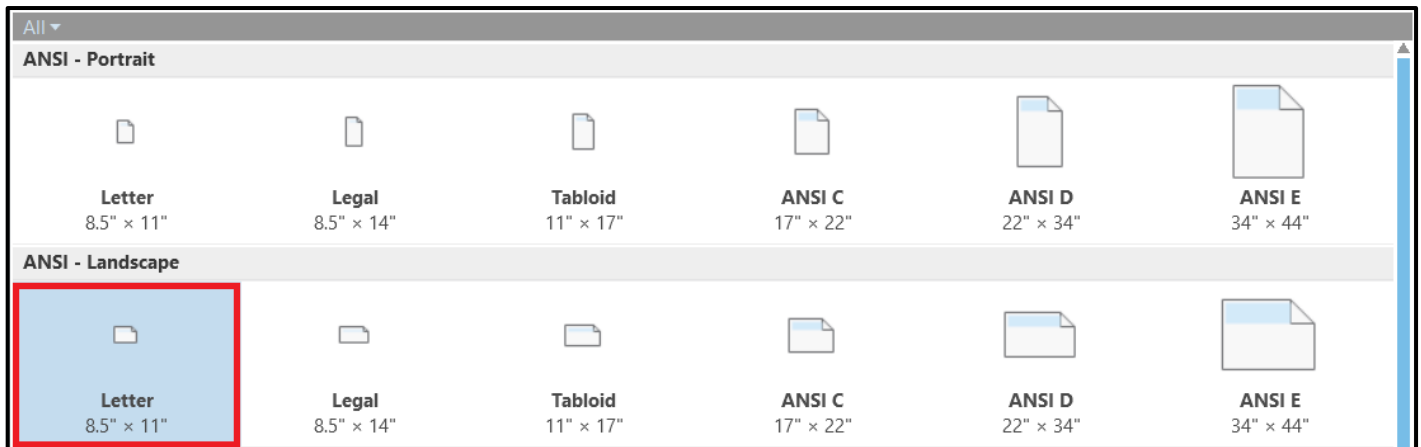 All
ANSI - Portrait
Letter Legal Tabloid ANSI C ANSI D ANSI E
8.5" × 11" 8.5" × 14" 11" × 17" 17" × 22" 22" × 34" 34" × 44"
ANSI - Landscape
Letter Legal Tabloid ANSI C ANSI D ANSI E
8.5" × 11" 8.5" × 14" 11" × 17" 17" × 22" 22" × 34" 34" × 44"